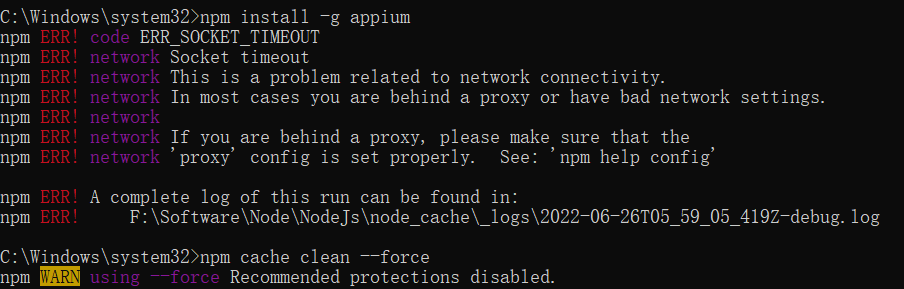 C:\Windows\system32>npm install -g appium
npm ERR! code ERR_SOCKET_TIMEOUT
npm ERR! network Socket timeout
npm ERR! network This is a problem related to network connectivity.
npm ERR! network In most cases you are behind a proxy or have bad network settings.
npm ERR! network
npm ERR! network If you are behind a proxy, please make sure that the
npm ERR! network 'proxy' config is set properly.  See: 'npm help config'
npm ERR! A complete log of this run can be found in:
npm ERR!     F:\Software\Node\NodeJs\node_cache\_logs\2022-06-26T05_59_05_419Z-debug.log
C:\Windows\system32>npm cache clean --force
npm WARN using --force Recommended protections disabled.